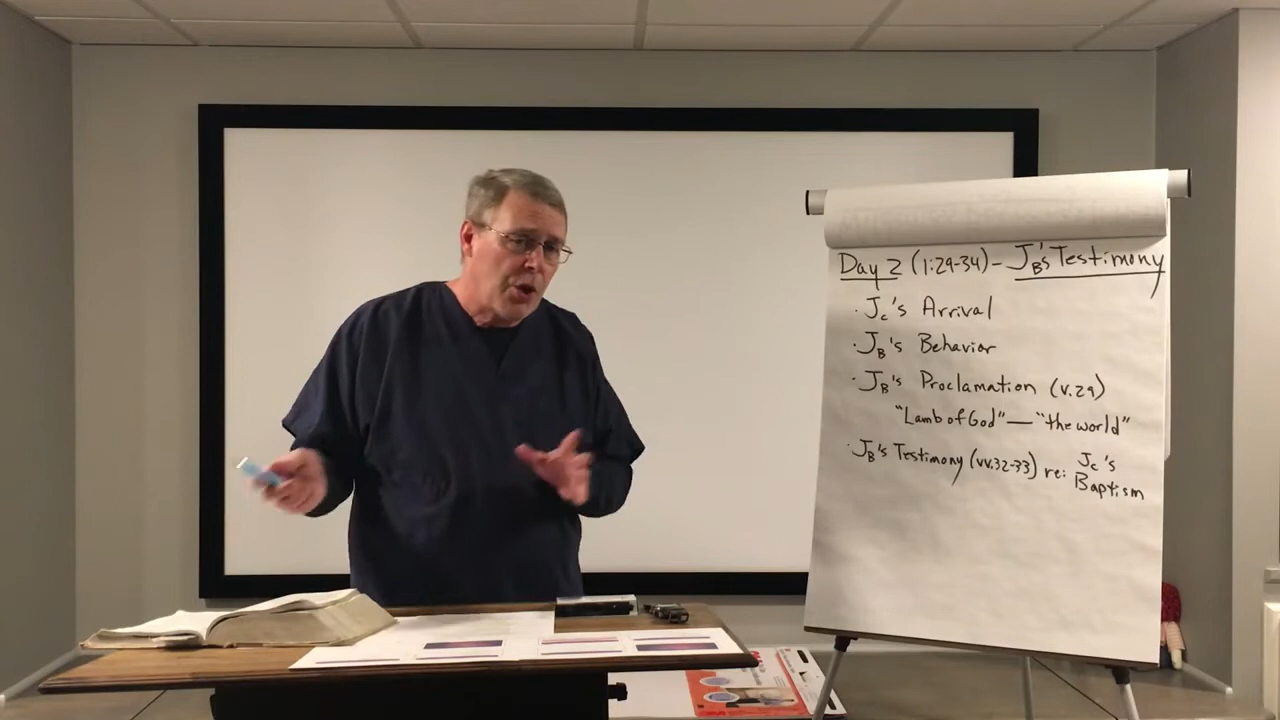 Day 2 (1:29-34) - JB's Testimony
· Jc's Arrival
· JB's Behavior
· JB's Proclamation (v.29)
"Lamb of God" — "the world"
· JB's Testimony (vv.32-33) re: Jc's
Baptism